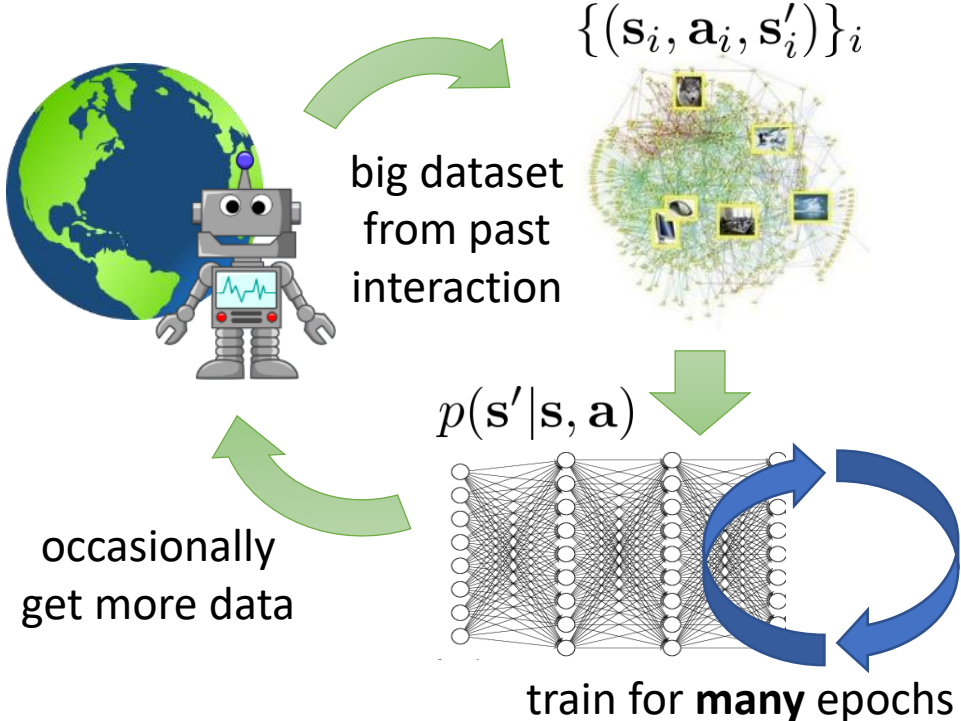 {(s_i, a_i, s'_i)}_i
big dataset
from past
interaction
p(s'|s, a)
occasionally
get more data
train for many epochs